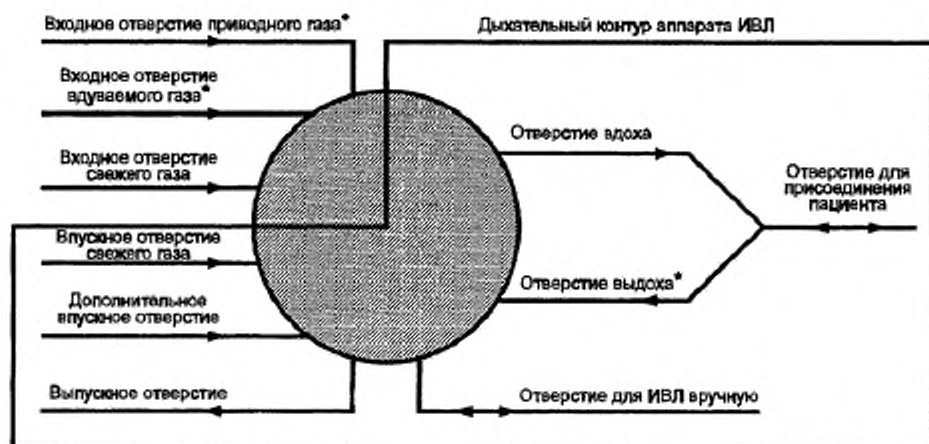 Входное отверстие приводного газа*
Дыхательный контур аппарата ИВЛ
Входное отверстие
вдуваемого газа*
Отверстие вдоха
Входное отверстие
свежего газа
Отверстие для
присоединения
пациента
Впускное отверстие
свежего газа
Отверстие выдоха*
Дополнительное
впускное отверстие
Выпускное отверстие
Отверстие для ИВЛ вручную